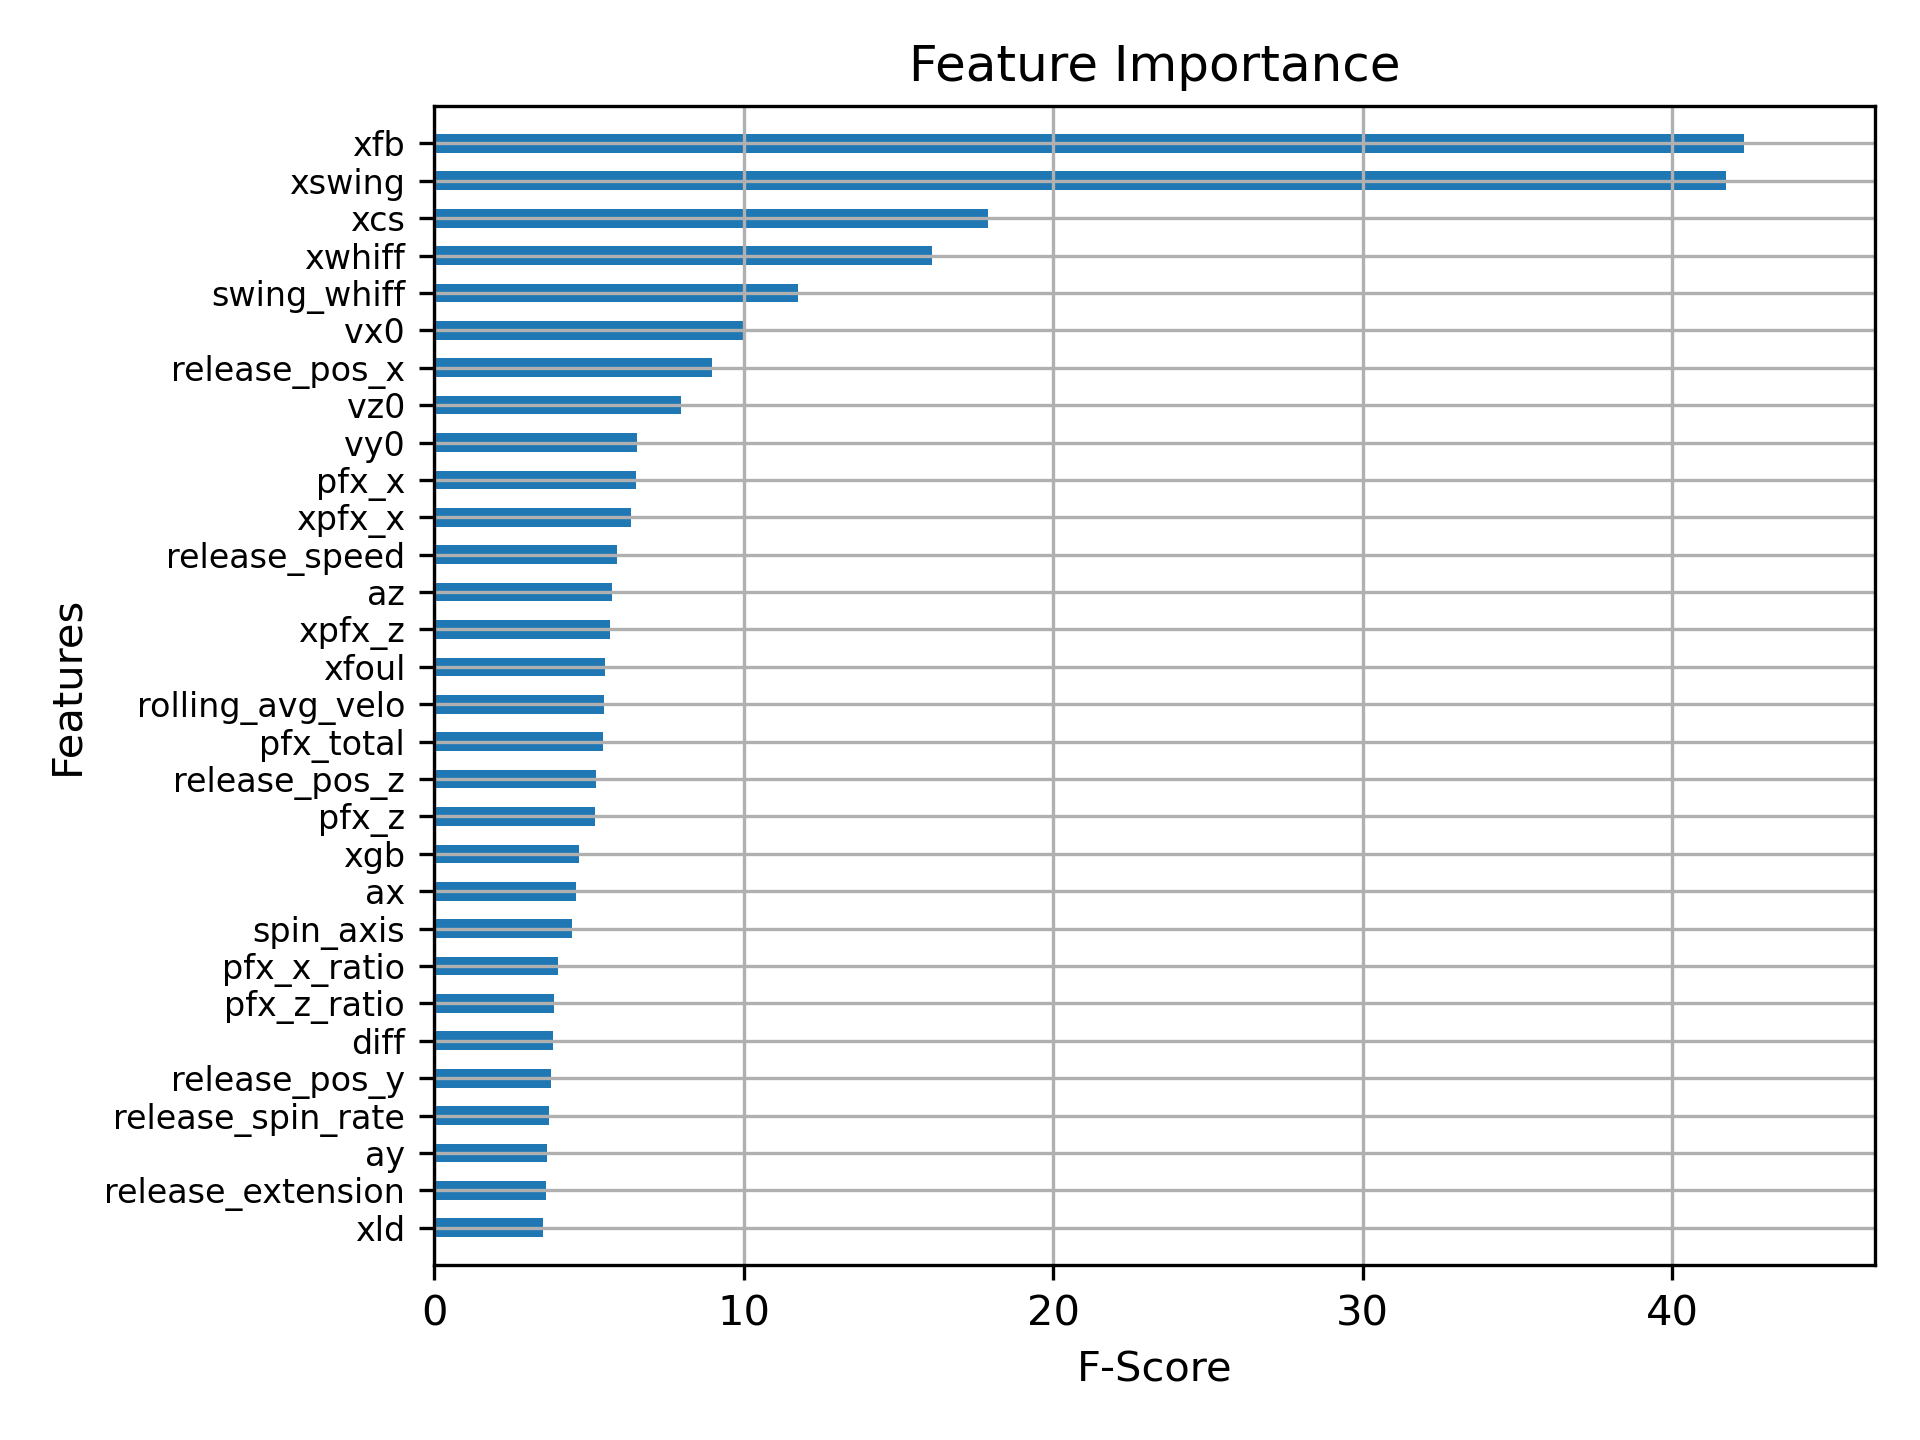 Feature Importance
xfb
xswing
xcs
xwhiff
swing_whiff
vx0
release_pos_x
vz0
vy0
pfx_x
xpfx_x
release_speed
az
xpfx_z
xfoul
rolling_avg_velo
pfx_total
release_pos_z
pfx_z
xgb
ax
spin_axis
pfx_x_ratio
pfx_z_ratio
diff
release_pos_y
release_spin_rate
ay
release_extension
xld
Features
0 10 20 30 40
F-Score